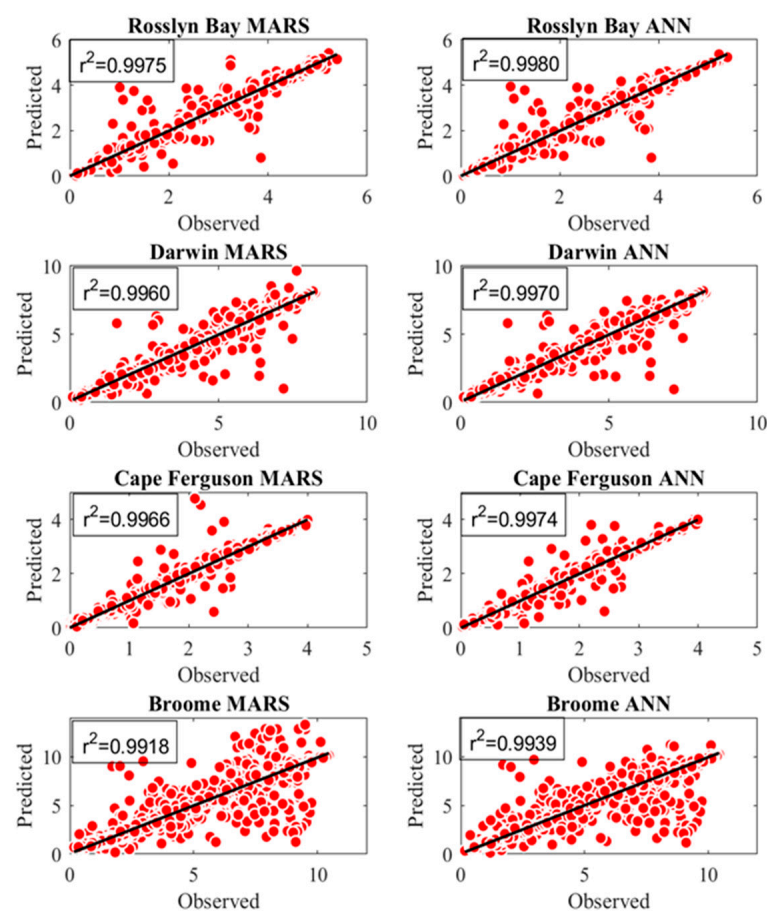 Rosslyn Bay MARS
r²=0.9975
6
4
2
0
Predicted
0 2 4 6
Observed
Rosslyn Bay ANN
r²=0.9980
6
4
2
0
Predicted
0 2 4 6
Observed
Darwin MARS
r²=0.9960
10
5
0
Predicted
0 5 10
Observed
Darwin ANN
r²=0.9970
10
5
0
Predicted
0 5 10
Observed
Cape Ferguson MARS
r²=0.9966
4
2
0
Predicted
0 1 2 3 4 5
Observed
Cape Ferguson ANN
r²=0.9974
4
2
0
Predicted
0 1 2 3 4 5
Observed
Broome MARS
r²=0.9918
10
5
0
Predicted
0 5 10
Observed
Broome ANN
r²=0.9939
10
5
0
Predicted
0 5 10
Observed